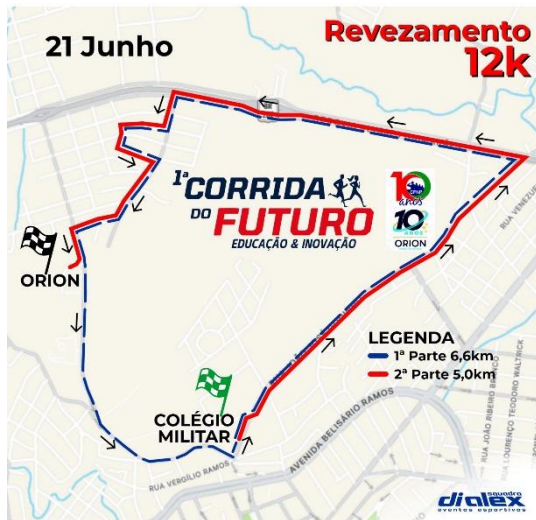 21 Junho
Revezamento
12k
1ª CORRIDA
DO FUTURO
EDUCAÇÃO & INOVAÇÃO
10
anos
10
anos
ORION
RUA VENEZUE
ORION
LEGENDA
1ª Parte 6,6km
2ª Parte 5,0km
COLÉGIO
MILITAR
AVENIDA BELISÁRIO RAMOS
RUA VERGÍLIO RAMOS
RUA JOÃO RIBEIRO BRANCO
RUA LOURENÇO TEODORO WALTRICK
squadra
dialex
eventos esportivos